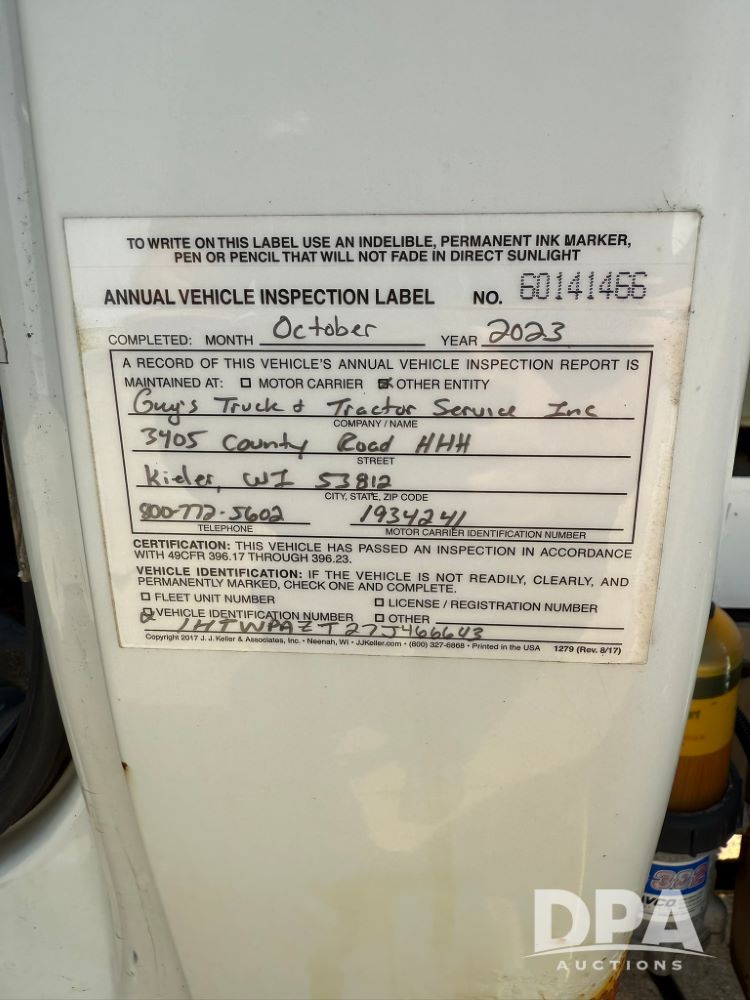 TO WRITE ON THIS LABEL USE AN INDELIBLE, PERMANENT INK MARKER,
PEN OR PENCIL THAT WILL NOT FADE IN DIRECT SUNLIGHT
ANNUAL VEHICLE INSPECTION LABEL NO. 60141466
COMPLETED: MONTH October YEAR 2023
A RECORD OF THIS VEHICLE'S ANNUAL VEHICLE INSPECTION REPORT IS
MAINTAINED AT: ☐ MOTOR CARRIER ☒ OTHER ENTITY
Guy's Truck & Tractor Service Inc
COMPANY / NAME
3405 County Road HHH
STREET
Kieler, WI 53812
CITY, STATE, ZIP CODE
800-772-5602 1934241
TELEPHONE MOTOR CARRIER IDENTIFICATION NUMBER
CERTIFICATION: THIS VEHICLE HAS PASSED AN INSPECTION IN ACCORDANCE
WITH 49CFR 396.17 THROUGH 396.23.
VEHICLE IDENTIFICATION: IF THE VEHICLE IS NOT READILY, CLEARLY, AND
PERMANENTLY MARKED, CHECK ONE AND COMPLETE.
☐ FLEET UNIT NUMBER ☐ LICENSE / REGISTRATION NUMBER
☒ VEHICLE IDENTIFICATION NUMBER ☐ OTHER
1HTWPAZT27J466643
Copyright 2017 J. J. Keller & Associates, Inc. • Neenah, WI • JJKeller.com • (800) 327-6868 • Printed in the USA 1279 (Rev. 8/17)
DPA
AUCTIONS